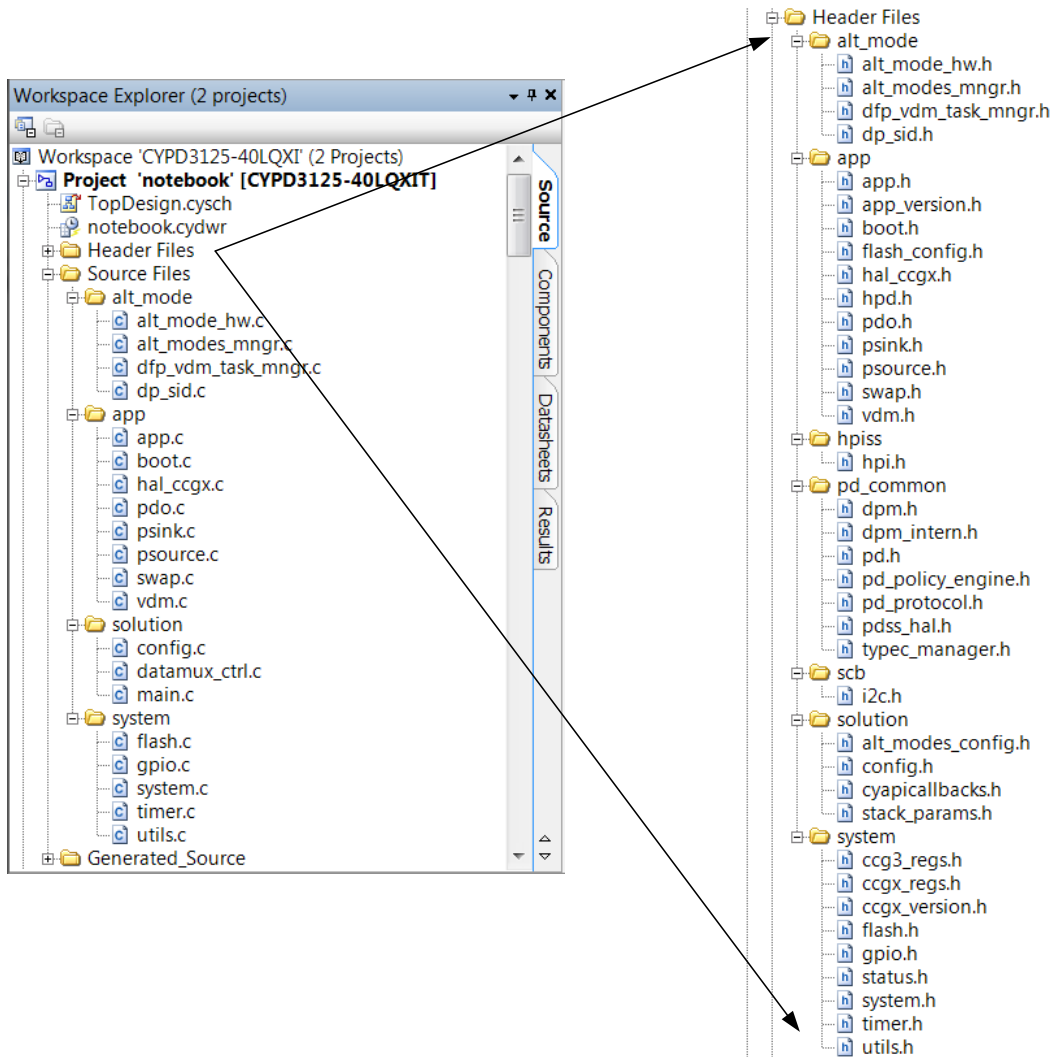 Workspace Explorer (2 projects)
Workspace 'CYPD3125-40LQXI' (2 Projects)
Project 'notebook' [CYPD3125-40LQXIT]
TopDesign.cysch
notebook.cydwr
Header Files
Source Files
alt_mode
alt_mode_hw.c
alt_modes_mngr.c
dfp_vdm_task_mngr.c
dp_sid.c
app
app.c
boot.c
hal_ccgx.c
pdo.c
psink.c
psource.c
swap.c
vdm.c
solution
config.c
datamux_ctrl.c
main.c
system
flash.c
gpio.c
system.c
timer.c
utils.c
Generated_Source
Source
Components
Datasheets
Results
Header Files
alt_mode
alt_mode_hw.h
alt_modes_mngr.h
dfp_vdm_task_mngr.h
dp_sid.h
app
app.h
app_version.h
boot.h
flash_config.h
hal_ccgx.h
hpd.h
pdo.h
psink.h
psource.h
swap.h
vdm.h
hpiss
hpi.h
pd_common
dpm.h
dpm_intern.h
pd.h
pd_policy_engine.h
pd_protocol.h
pdss_hal.h
typec_manager.h
scb
i2c.h
solution
alt_modes_config.h
config.h
cyapicallbacks.h
stack_params.h
system
ccg3_regs.h
ccgx_regs.h
ccgx_version.h
flash.h
gpio.h
status.h
system.h
timer.h
utils.h